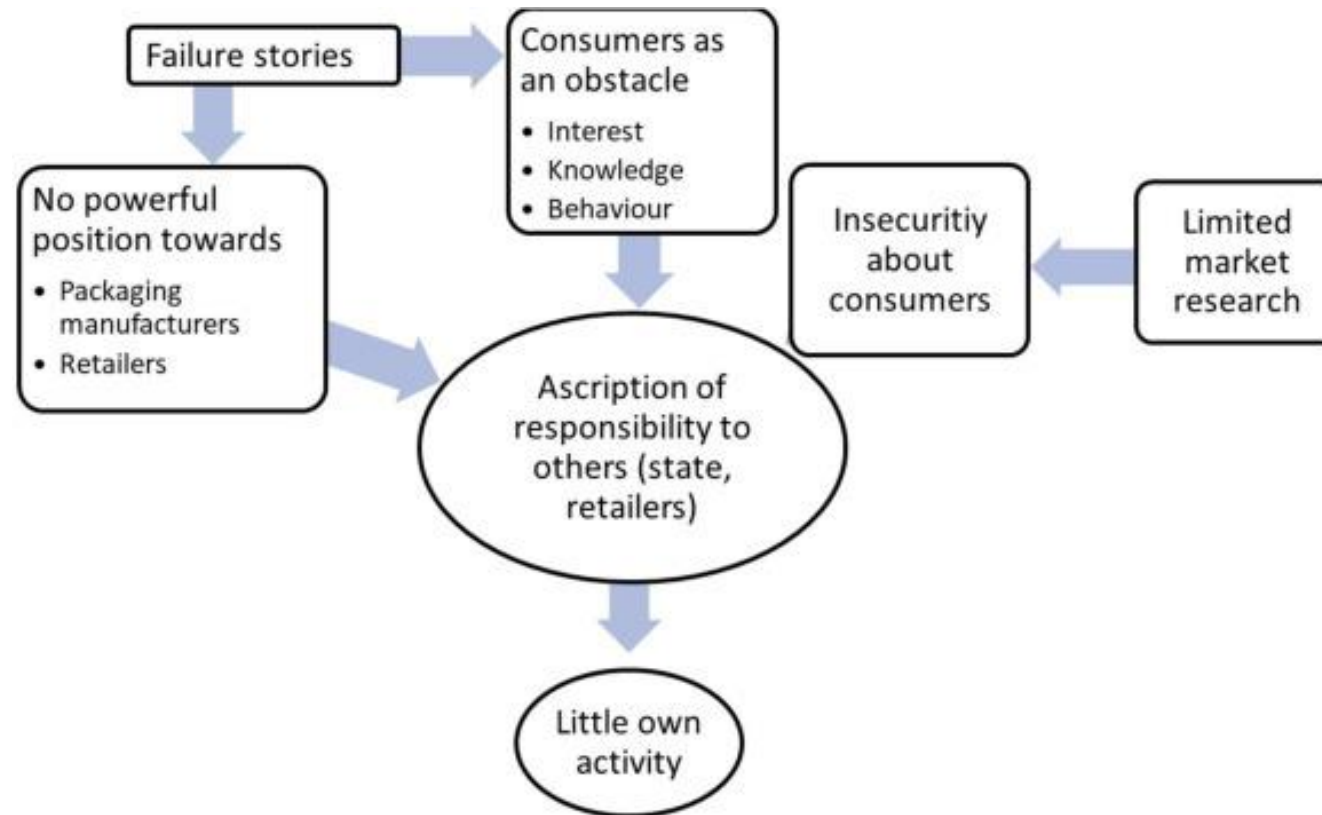 Failure stories
Consumers as
an obstacle
• Interest
• Knowledge
• Behaviour
No powerful
position towards
• Packaging
manufacturers
• Retailers
Insecuritiy
about
consumers
Limited
market
research
Ascription of
responsibility to
others (state,
retailers)
Little own
activity